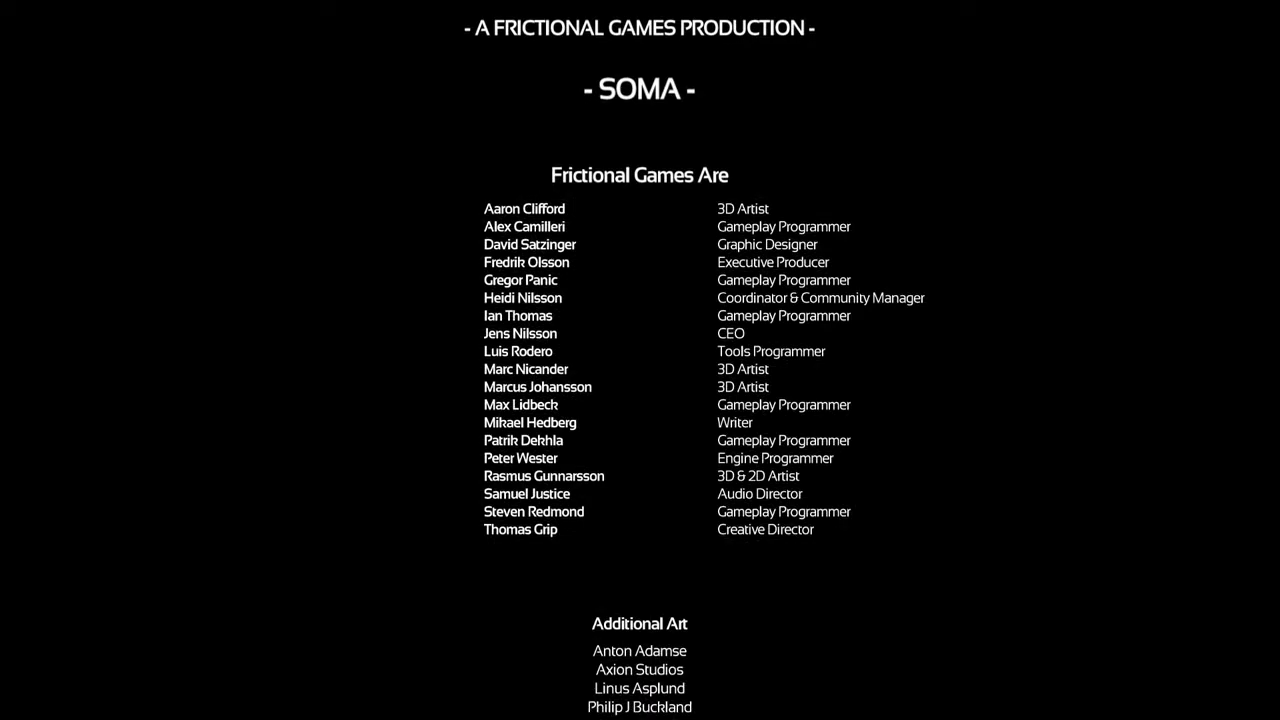 - A FRICTIONAL GAMES PRODUCTION -
- SOMA -
Frictional Games Are
Aaron Clifford 3D Artist
Alex Camilleri Gameplay Programmer
David Satzinger Graphic Designer
Fredrik Olsson Executive Producer
Gregor Panic Gameplay Programmer
Heidi Nilsson Coordinator & Community Manager
Ian Thomas Gameplay Programmer
Jens Nilsson CEO
Luis Rodero Tools Programmer
Marc Nicander 3D Artist
Marcus Johansson 3D Artist
Max Lidbeck Gameplay Programmer
Mikael Hedberg Writer
Patrik Dekhla Gameplay Programmer
Peter Wester Engine Programmer
Rasmus Gunnarsson 3D & 2D Artist
Samuel Justice Audio Director
Steven Redmond Gameplay Programmer
Thomas Grip Creative Director
Additional Art
Anton Adamse
Axion Studios
Linus Asplund
Philip J Buckland